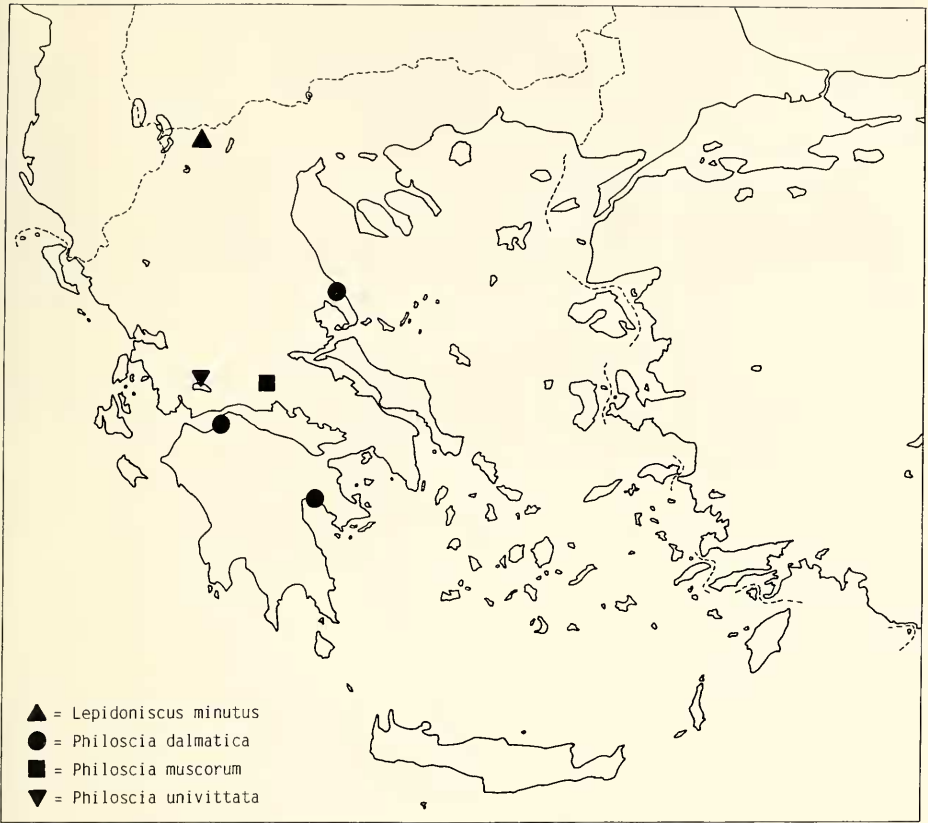 ▲ = Lepidoniscus minutus
● = Philoscia dalmatica
■ = Philoscia muscorum
▼ = Philoscia univittata